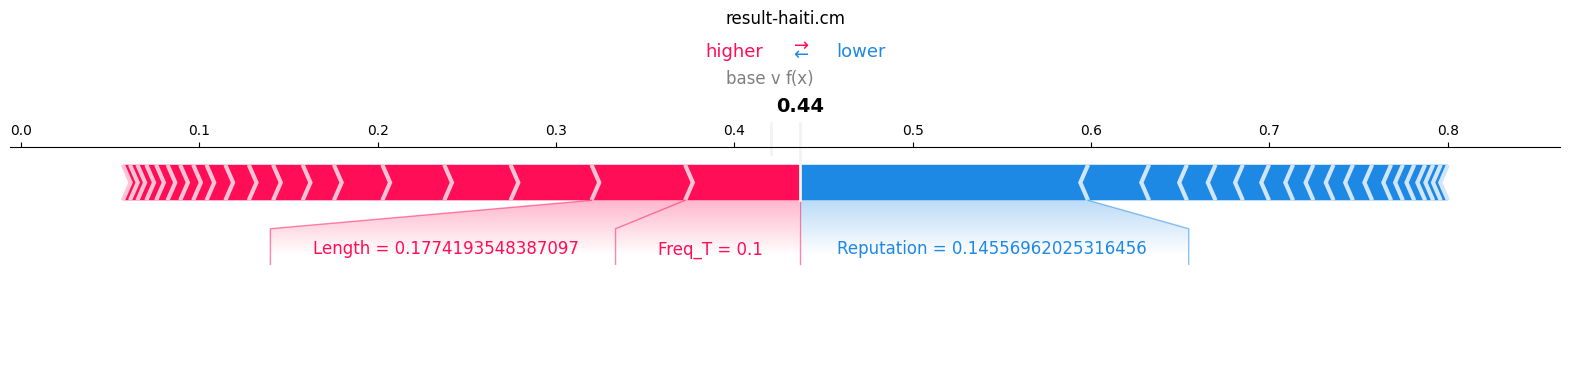 result-haiti.cm
higher ⇄ lower
base v f(x)
0.44
0.0 0.1 0.2 0.3 0.4 0.5 0.6 0.7 0.8
Length = 0.1774193548387097 Freq_T = 0.1 Reputation = 0.14556962025316456